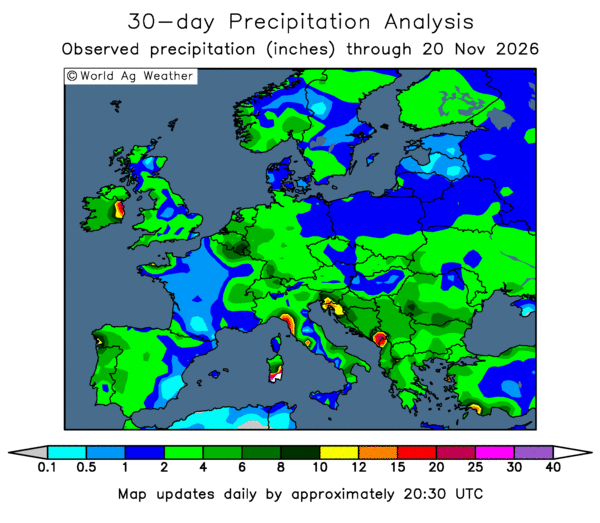 30-day Precipitation Analysis
Observed precipitation (inches) through 20 Nov 2026
© World Ag Weather
0.1 0.5 1 2 4 6 8 10 12 15 20 25 30 40
Map updates daily by approximately 20:30 UTC